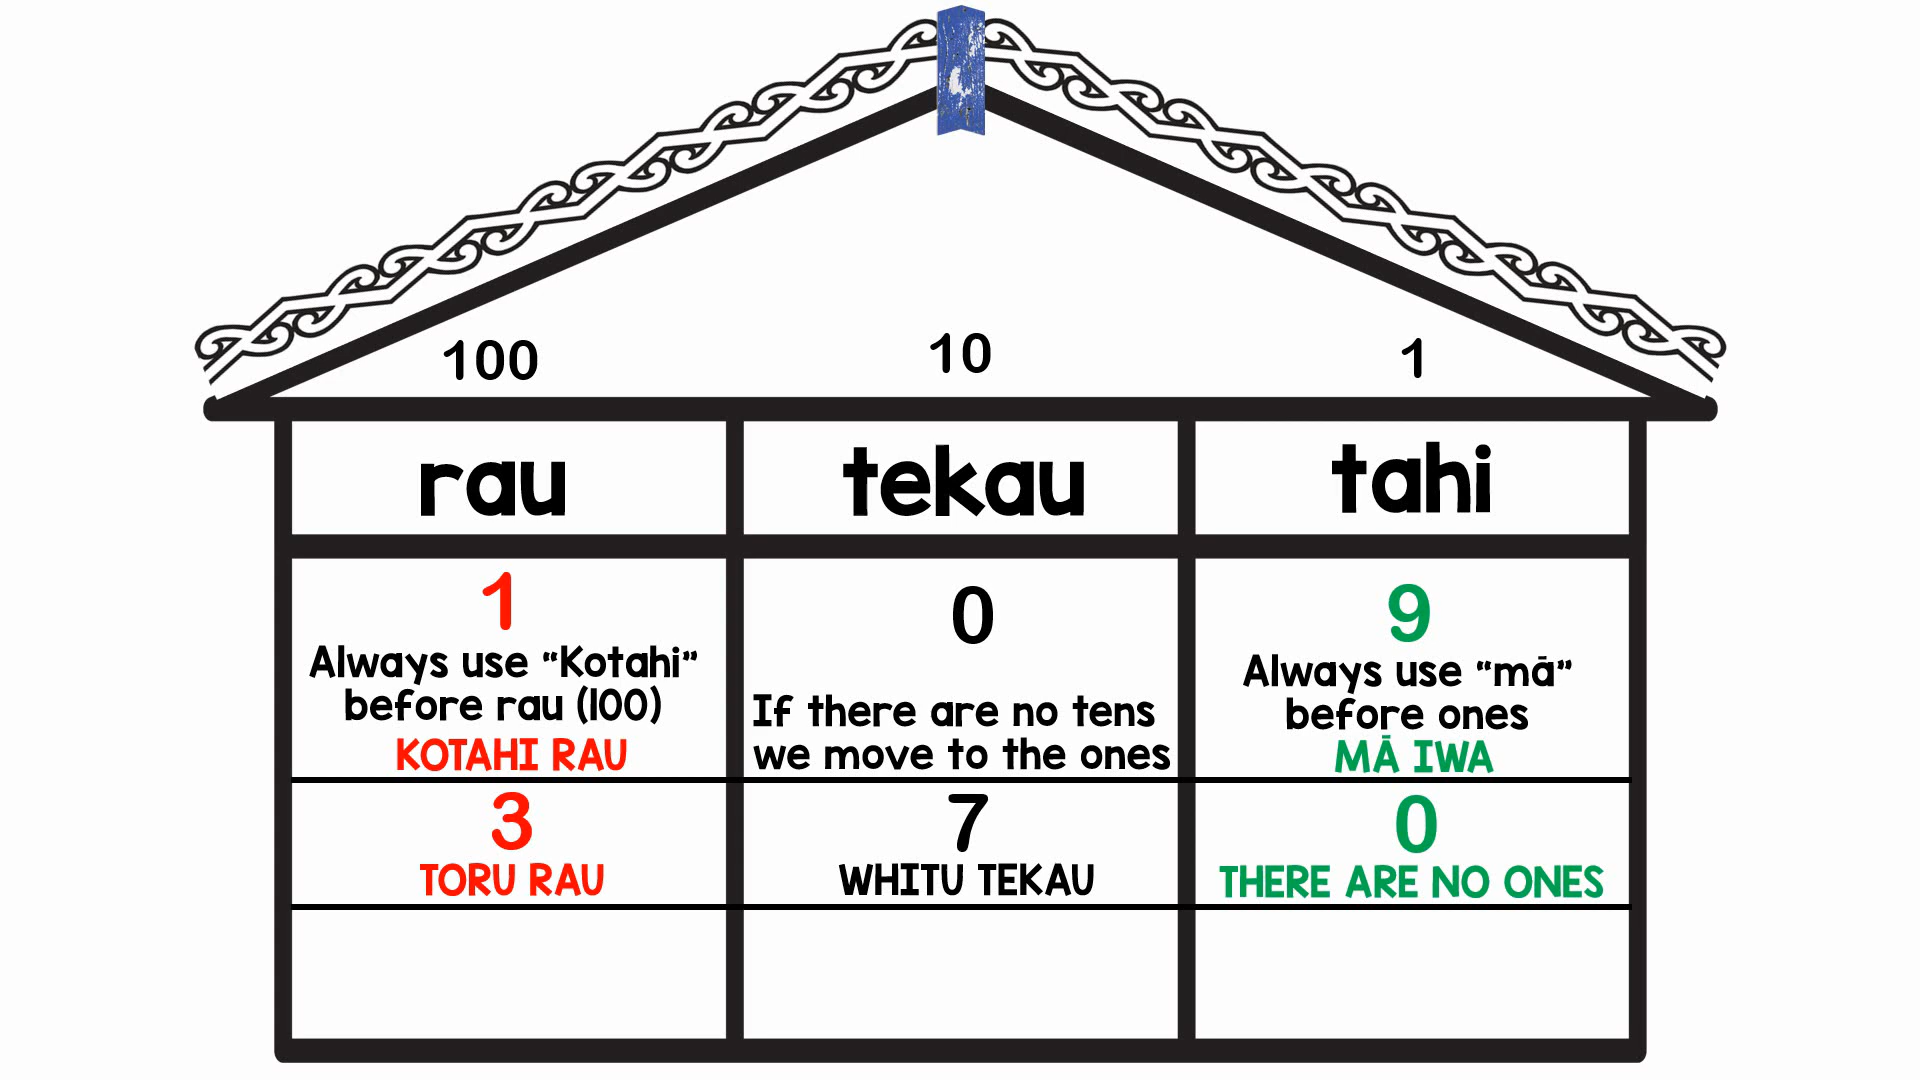 100
10
1
rau
tekau
tahi
1
Always use “Kotahi”
before rau (100)
KOTAHI RAU
0
If there are no tens
we move to the ones
9
Always use “mā”
before ones
MĀ IWA
3
TORU RAU
7
WHITU TEKAU
0
THERE ARE NO ONES